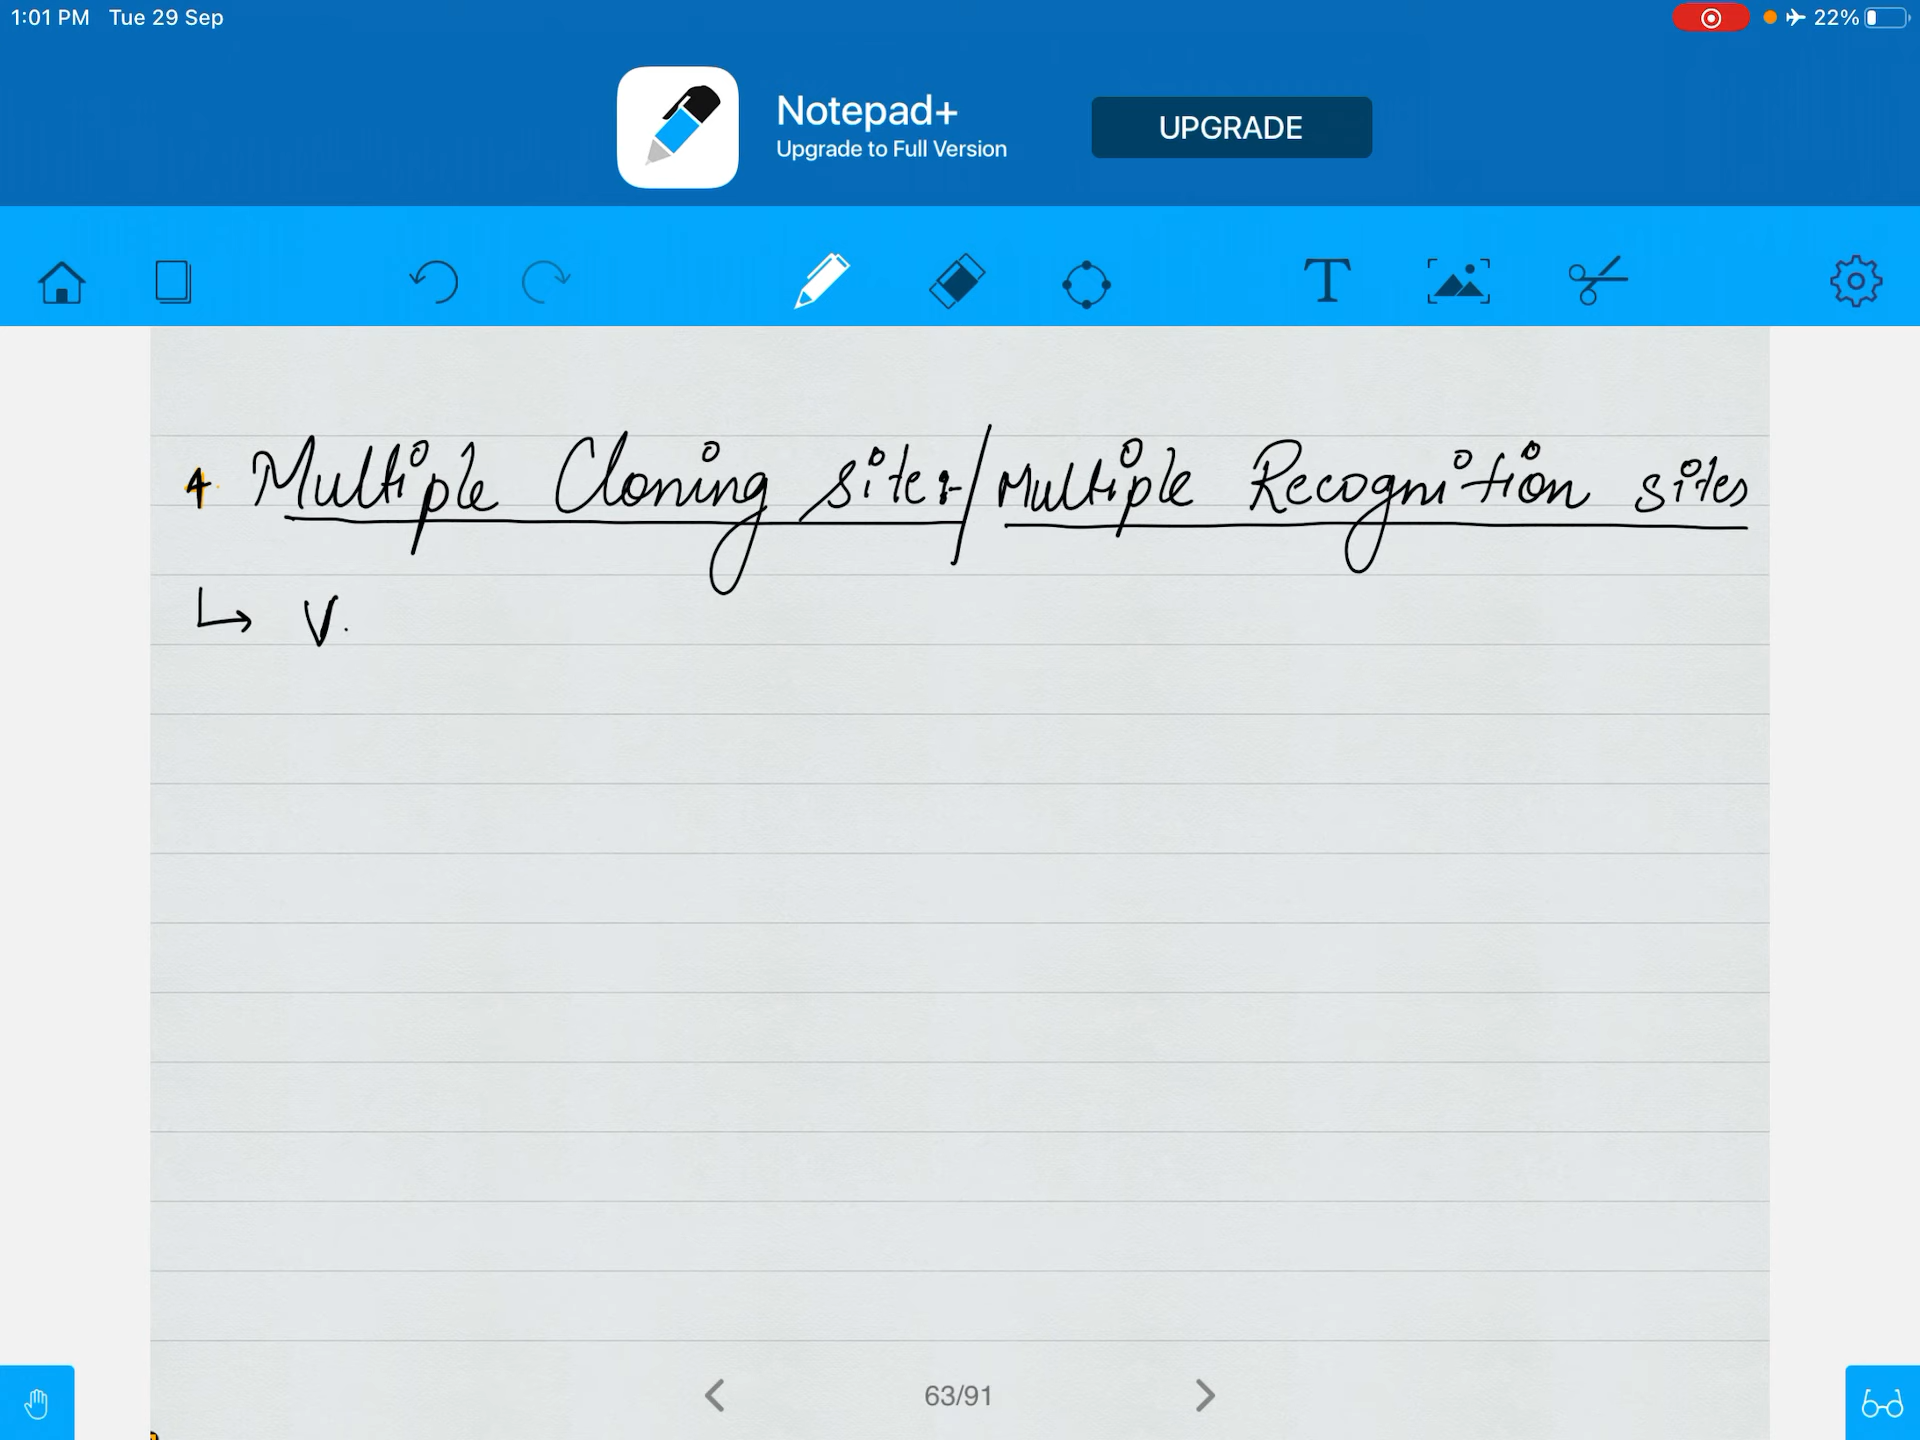 1:01 PM Tue 29 Sep 22%
Notepad+
Upgrade to Full Version
UPGRADE
T
4. Multiple Cloning site:-/Multiple Recognition sites
↳ V.
63/91